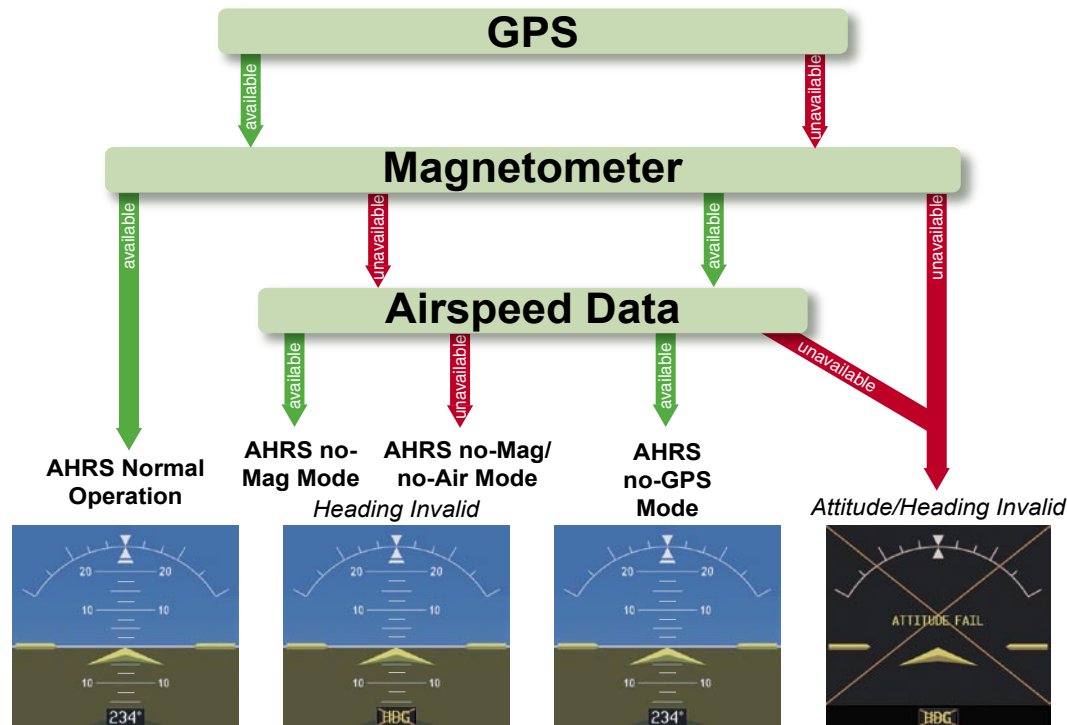 GPS
available
unavailable
Magnetometer
available
unavailable
available
unavailable
Airspeed Data
available
unavailable
available
unavailable
AHRS Normal
Operation
AHRS no-
Mag Mode
AHRS no-Mag/
no-Air Mode
Heading Invalid
AHRS
no-GPS
Mode
Attitude/Heading Invalid
20 20
10 10
10 10
234°
20 20
10 10
10 10
HDG
20 20
10 10
10 10
234°
ATTITUDE FAIL
HDG